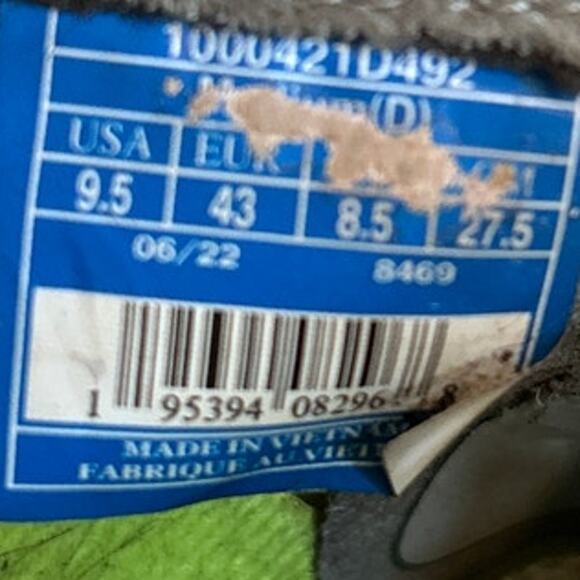 1000421D492
(D)
USA EUR
9.5 43 8.5 27.5
06/22 8469
1 95394 08296 8
MADE IN VIETNAM
FABRIQUE AU